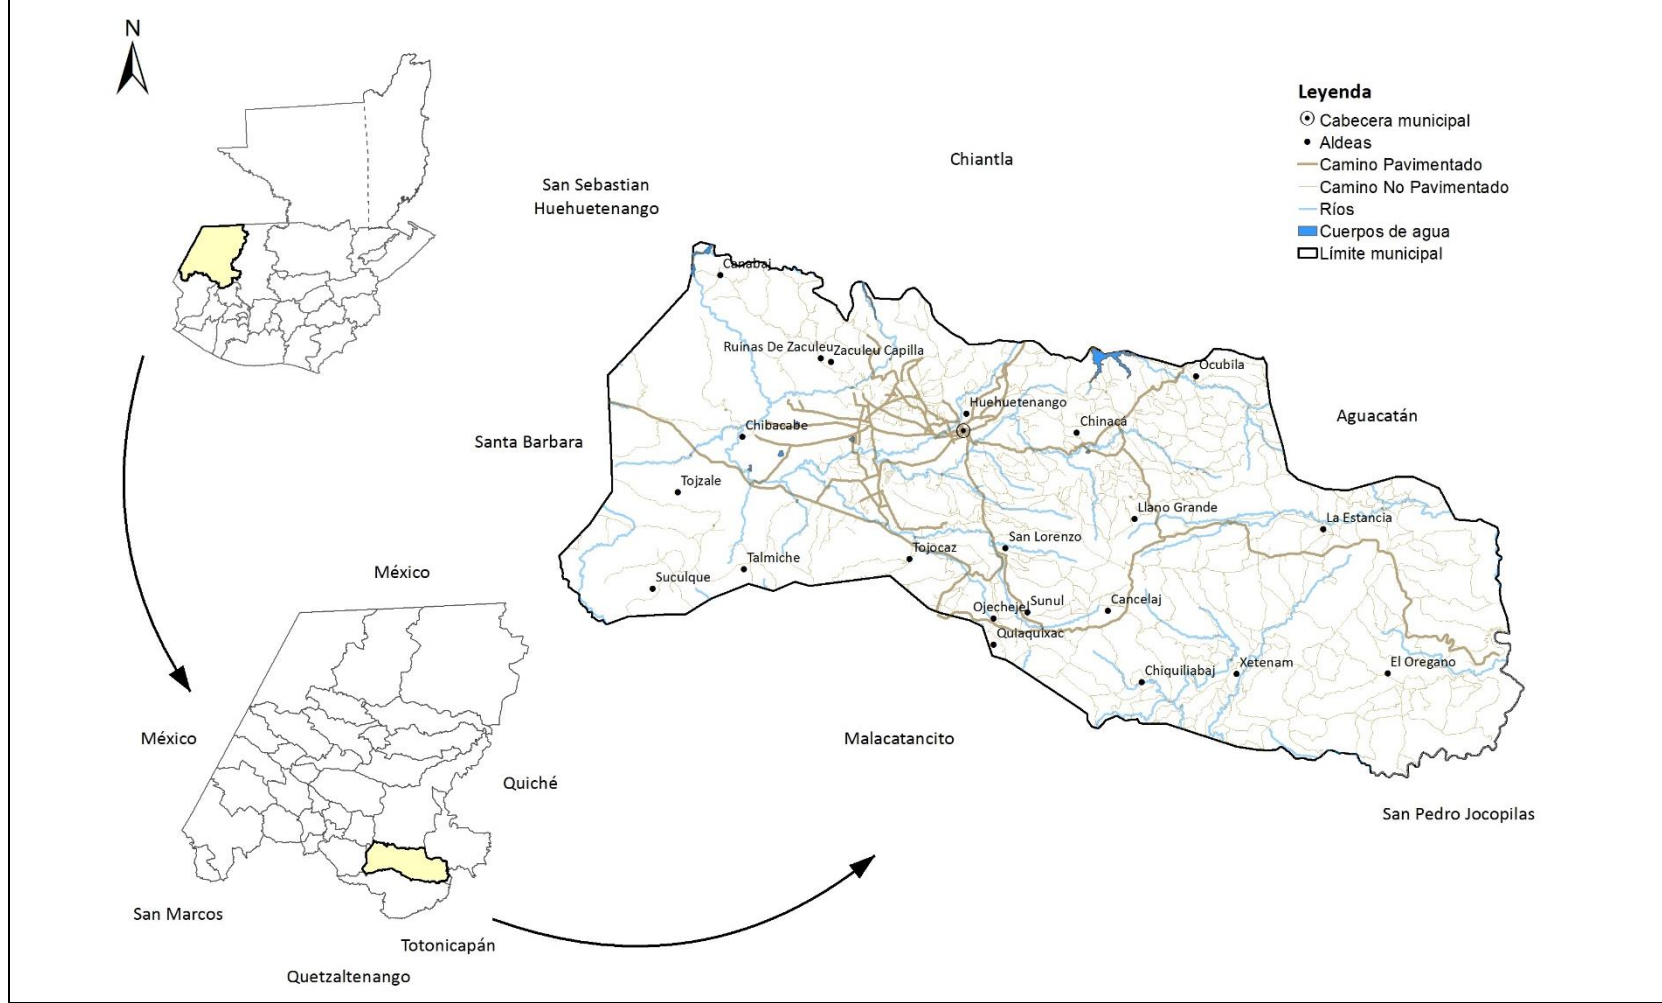 N
Leyenda
Cabecera municipal
Aldeas
Camino Pavimentado
Camino No Pavimentado
Ríos
Cuerpos de agua
Límite municipal
Chiantla
San Sebastian
Huehuetenango
Canabaj
Ruinas De Zaculeu
Zaculeu Capilla
Ocubila
Huehuetenango
Aguacatán
Chinacá
Chibacabe
Santa Barbara
Tojzale
Llano Grande
La Estancia
San Lorenzo
Tojocaz
Talmiche
Suculque
México
Cancelaj
Sunul
Ojechejel
Quiaquixac
El Oregano
Xetenam
Chiquiliabaj
México
Malacatancito
Quiché
San Pedro Jocopilas
San Marcos
Totonicapán
Quetzaltenango